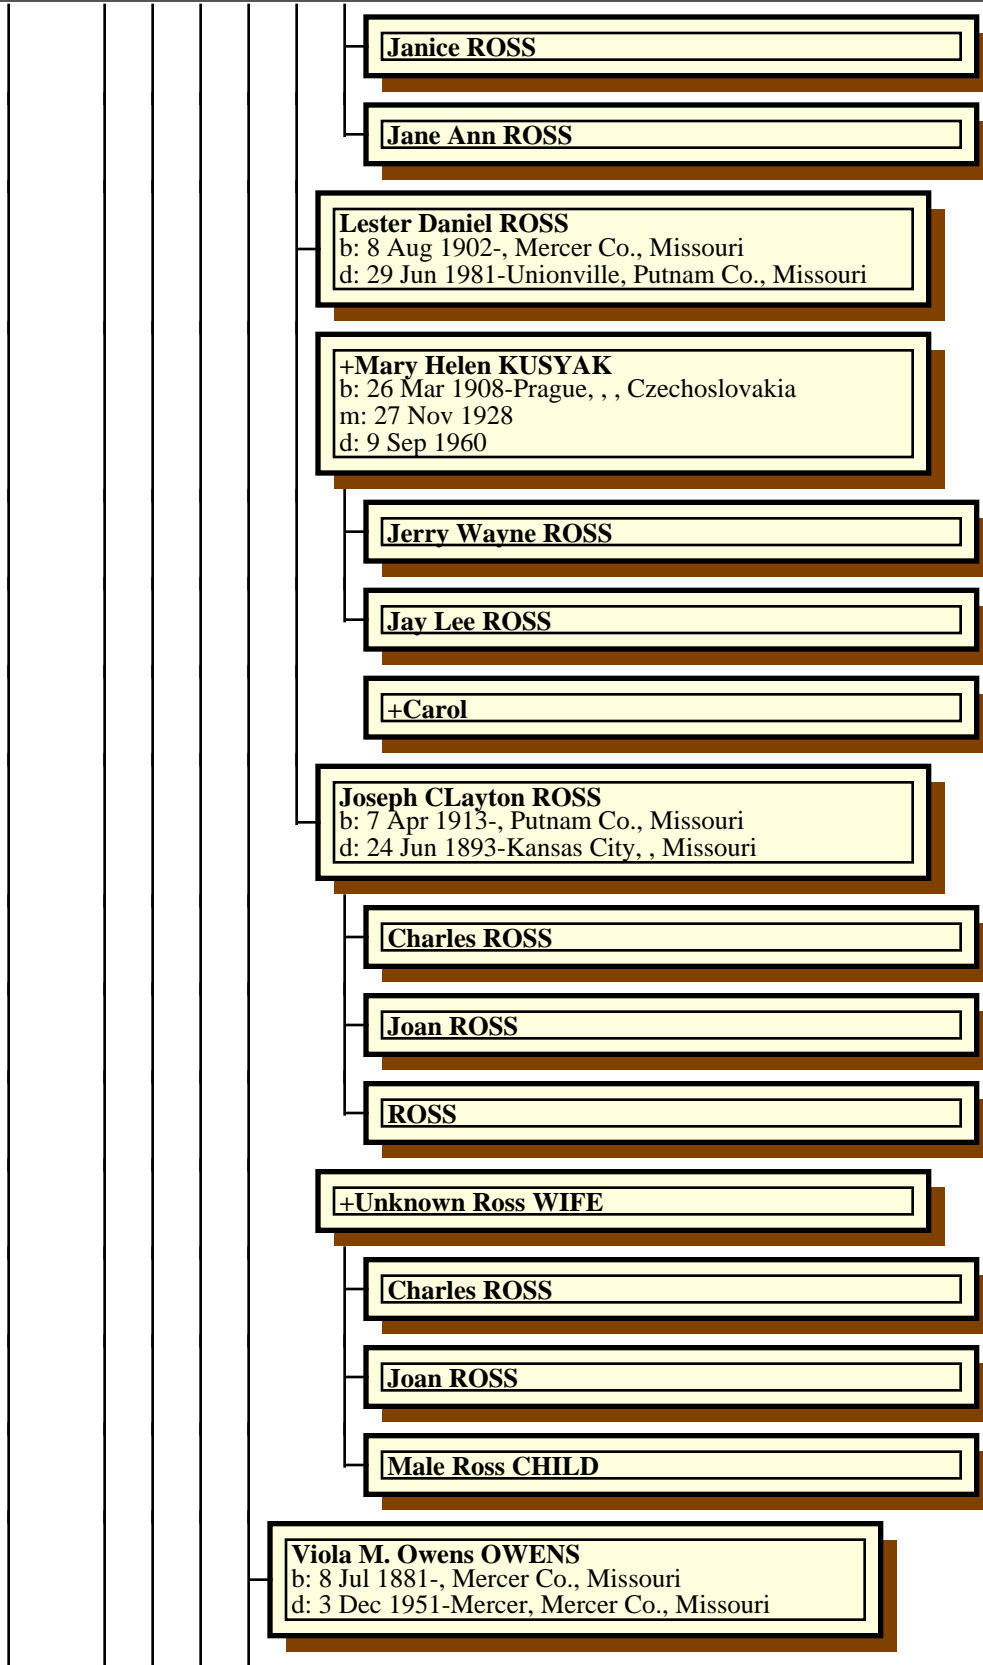 Janice ROSS
Jane Ann ROSS
Lester Daniel ROSS
b: 8 Aug 1902-, Mercer Co., Missouri
d: 29 Jun 1981-Unionville, Putnam Co., Missouri
+Mary Helen KUSYAK
b: 26 Mar 1908-Prague, , , Czechoslovakia
m: 27 Nov 1928
d: 9 Sep 1960
Jerry Wayne ROSS
Jay Lee ROSS
+Carol
Joseph CLayton ROSS
b: 7 Apr 1913-, Putnam Co., Missouri
d: 24 Jun 1893-Kansas City, , Missouri
Charles ROSS
Joan ROSS
ROSS
+Unknown Ross WIFE
Charles ROSS
Joan ROSS
Male Ross CHILD
Viola M. Owens OWENS
b: 8 Jul 1881-, Mercer Co., Missouri
d: 3 Dec 1951-Mercer, Mercer Co., Missouri